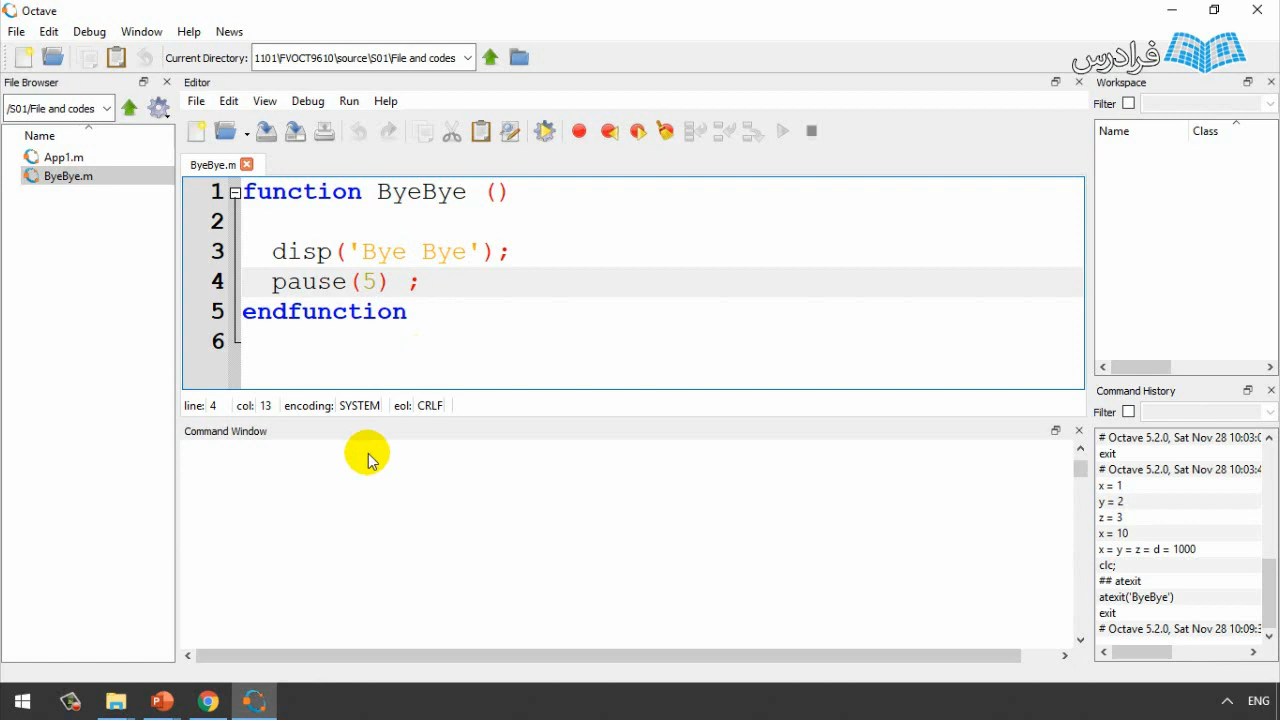 Octave
File Edit Debug Window Help News
Current Directory: 1101\FVOCT9610\source\S01\File and codes
فرادرس
File Browser
/S01/File and codes
Name
App1.m
ByeBye.m
Editor
File Edit View Debug Run Help
ByeBye.m
1 function ByeBye ()
2
3 disp('Bye Bye');
4 pause(5) ;
5 endfunction
6
line: 4 col: 13 encoding: SYSTEM eol: CRLF
Command Window
Workspace
Filter
Name Class
Command History
Filter
# Octave 5.2.0, Sat Nov 28 10:03:0
exit
# Octave 5.2.0, Sat Nov 28 10:03:4
x = 1
y = 2
z = 3
x = 10
x = y = z = d = 1000
clc;
## atexit
atexit('ByeBye')
exit
# Octave 5.2.0, Sat Nov 28 10:09:3
ENG